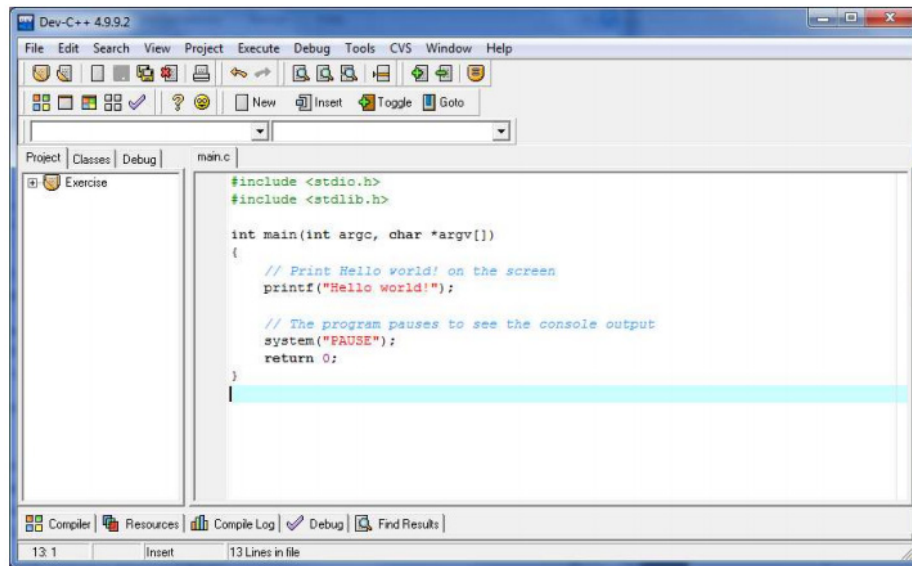 Dev-C++ 4.9.9.2
File Edit Search View Project Execute Debug Tools CVS Window Help
New Insert Toggle Goto
Project Classes Debug main.c
Exercise
#include <stdio.h>
#include <stdlib.h>
int main(int argc, char *argv[])
{
// Print Hello world! on the screen
printf("Hello world!");
// The program pauses to see the console output
system("PAUSE");
return 0;
}
Compiler Resources Compile Log Debug Find Results
13: 1 Insert 13 Lines in file